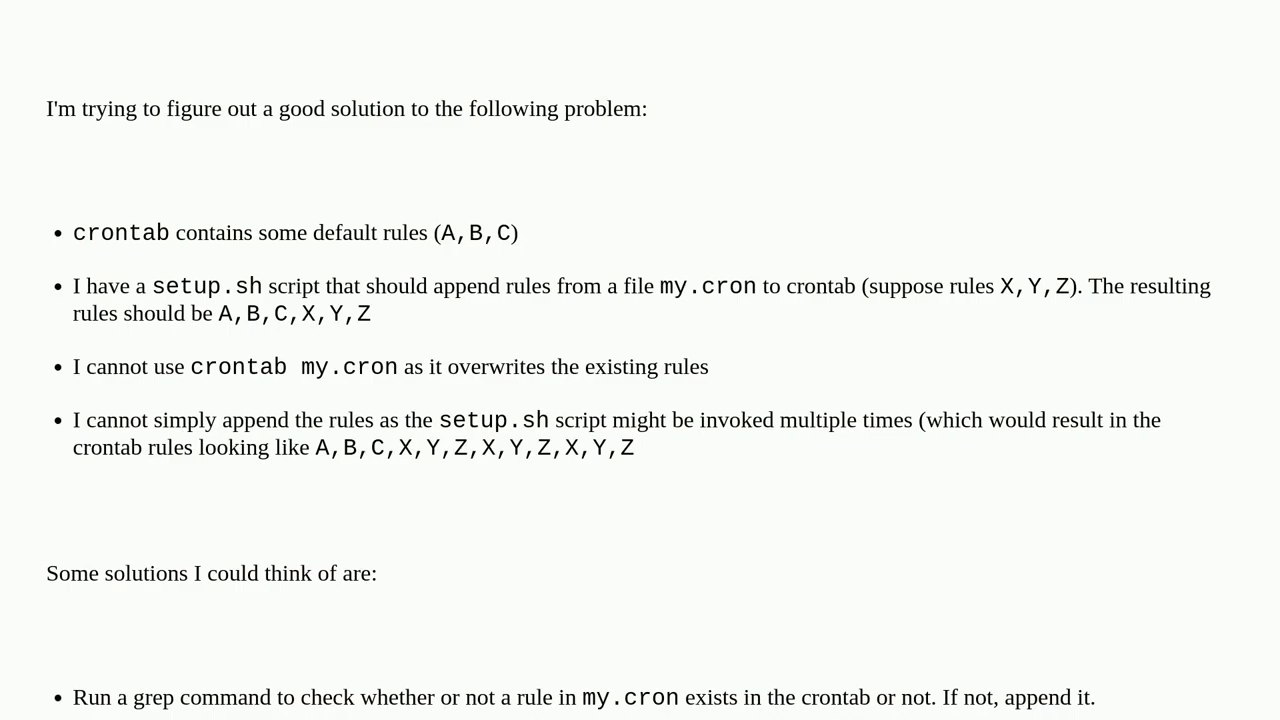 I'm trying to figure out a good solution to the following problem:
• crontab contains some default rules (A,B,C)
• I have a setup.sh script that should append rules from a file my.cron to crontab (suppose rules X,Y,Z). The resulting
rules should be A,B,C,X,Y,Z
• I cannot use crontab my.cron as it overwrites the existing rules
• I cannot simply append the rules as the setup.sh script might be invoked multiple times (which would result in the
crontab rules looking like A,B,C,X,Y,Z,X,Y,Z,X,Y,Z
Some solutions I could think of are:
• Run a grep command to check whether or not a rule in my.cron exists in the crontab or not. If not, append it.